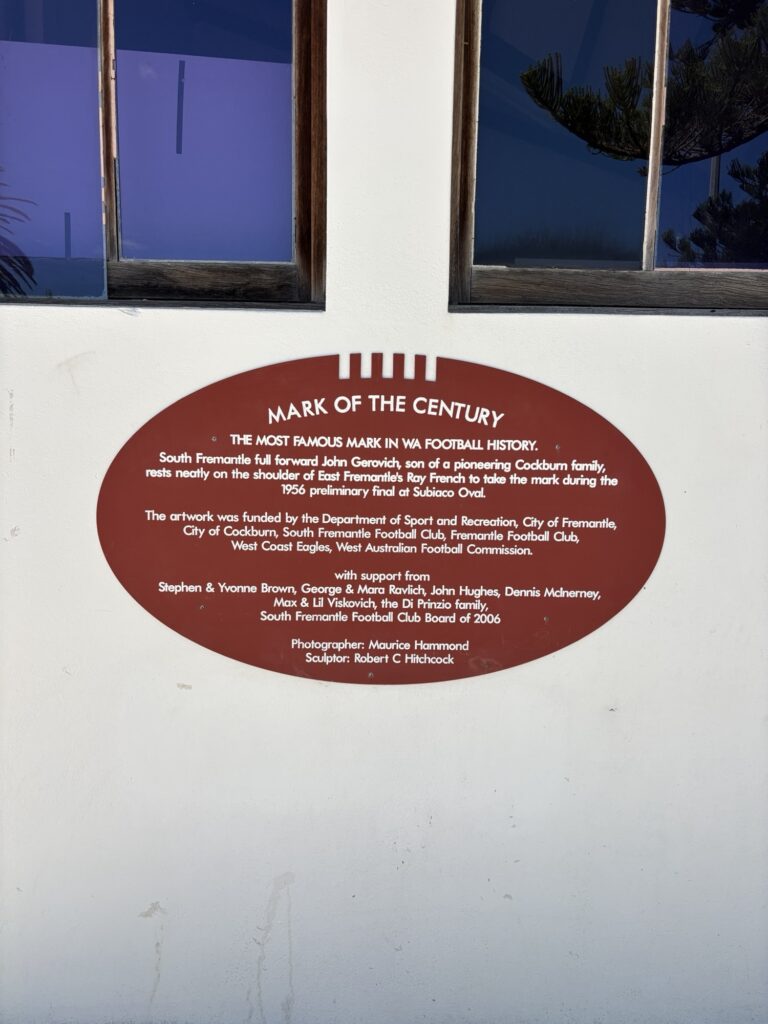 MARK OF THE CENTURY
THE MOST FAMOUS MARK IN WA FOOTBALL HISTORY.
South Fremantle full forward John Gerovich, son of a pioneering Cockburn family,
rests neatly on the shoulder of East Fremantle's Ray French to take the mark during the
1956 preliminary final at Subiaco Oval.
The artwork was funded by the Department of Sport and Recreation, City of Fremantle,
City of Cockburn, South Fremantle Football Club, Fremantle Football Club,
West Coast Eagles, West Australian Football Commission.
with support from
Stephen & Yvonne Brown, George & Mara Ravlich, John Hughes, Dennis McInerney,
Max & Lil Viskovich, the Di Prinzio family,
South Fremantle Football Club Board of 2006
Photographer: Maurice Hammond
Sculptor: Robert C Hitchcock